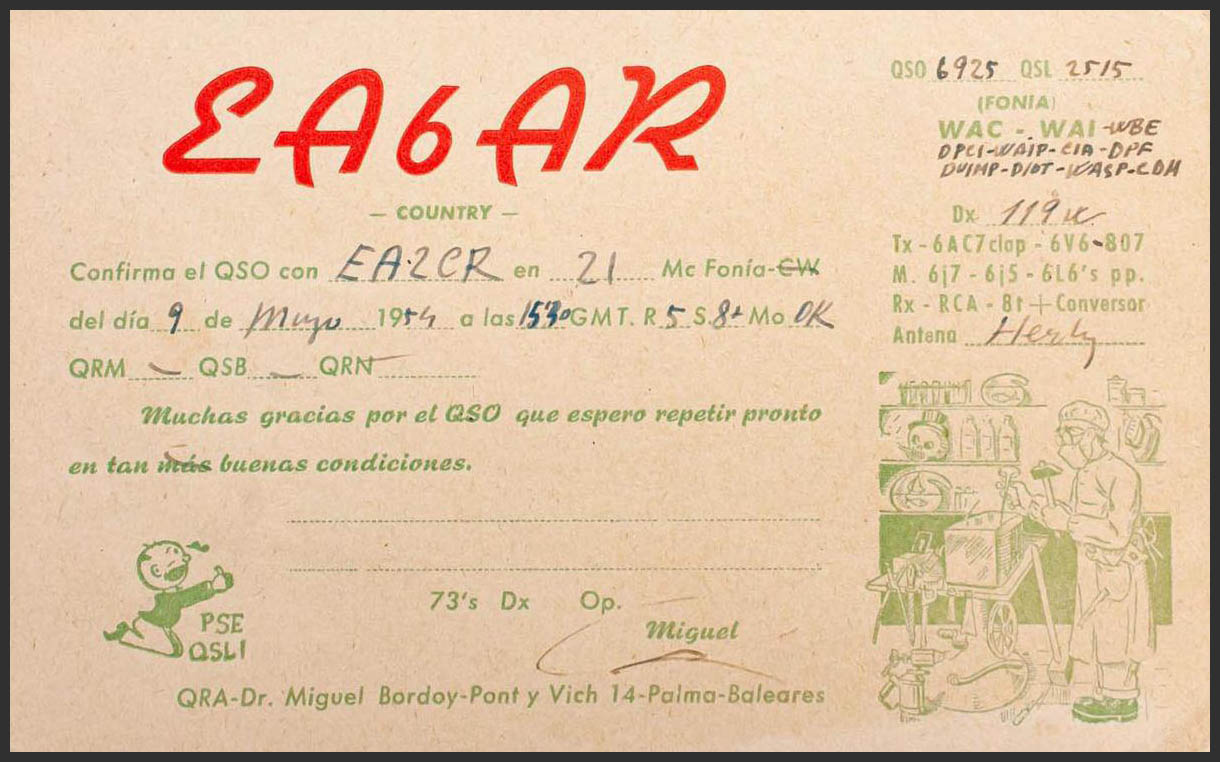 EA6AR
— COUNTRY —
Confirma el QSO con EA2CR en 21 Mc Fonía-CW
del día 9 de Mayo 1954 a las 1530 GMT. R 5 S. 8+ Mo OK
QRM QSB QRN
Muchas gracias por el QSO que espero repetir pronto
en tan más buenas condiciones.
73's Dx Op.
Miguel
PSE
QSL!
QRA-Dr. Miguel Bordoy-Pont y Vich 14-Palma-Baleares
QSO 6925 QSL 2515
(FONIA)
WAC - WAI -WBE
DPCI-WAIP-CIA-DPF
DUIMP-DIOT-WASP-CDM
Dx 119
Tx - 6AC7 clap - 6V6-807
M. 6j7 - 6j5 - 6L6's pp.
Rx - RCA - 8t + Conversor
Antena